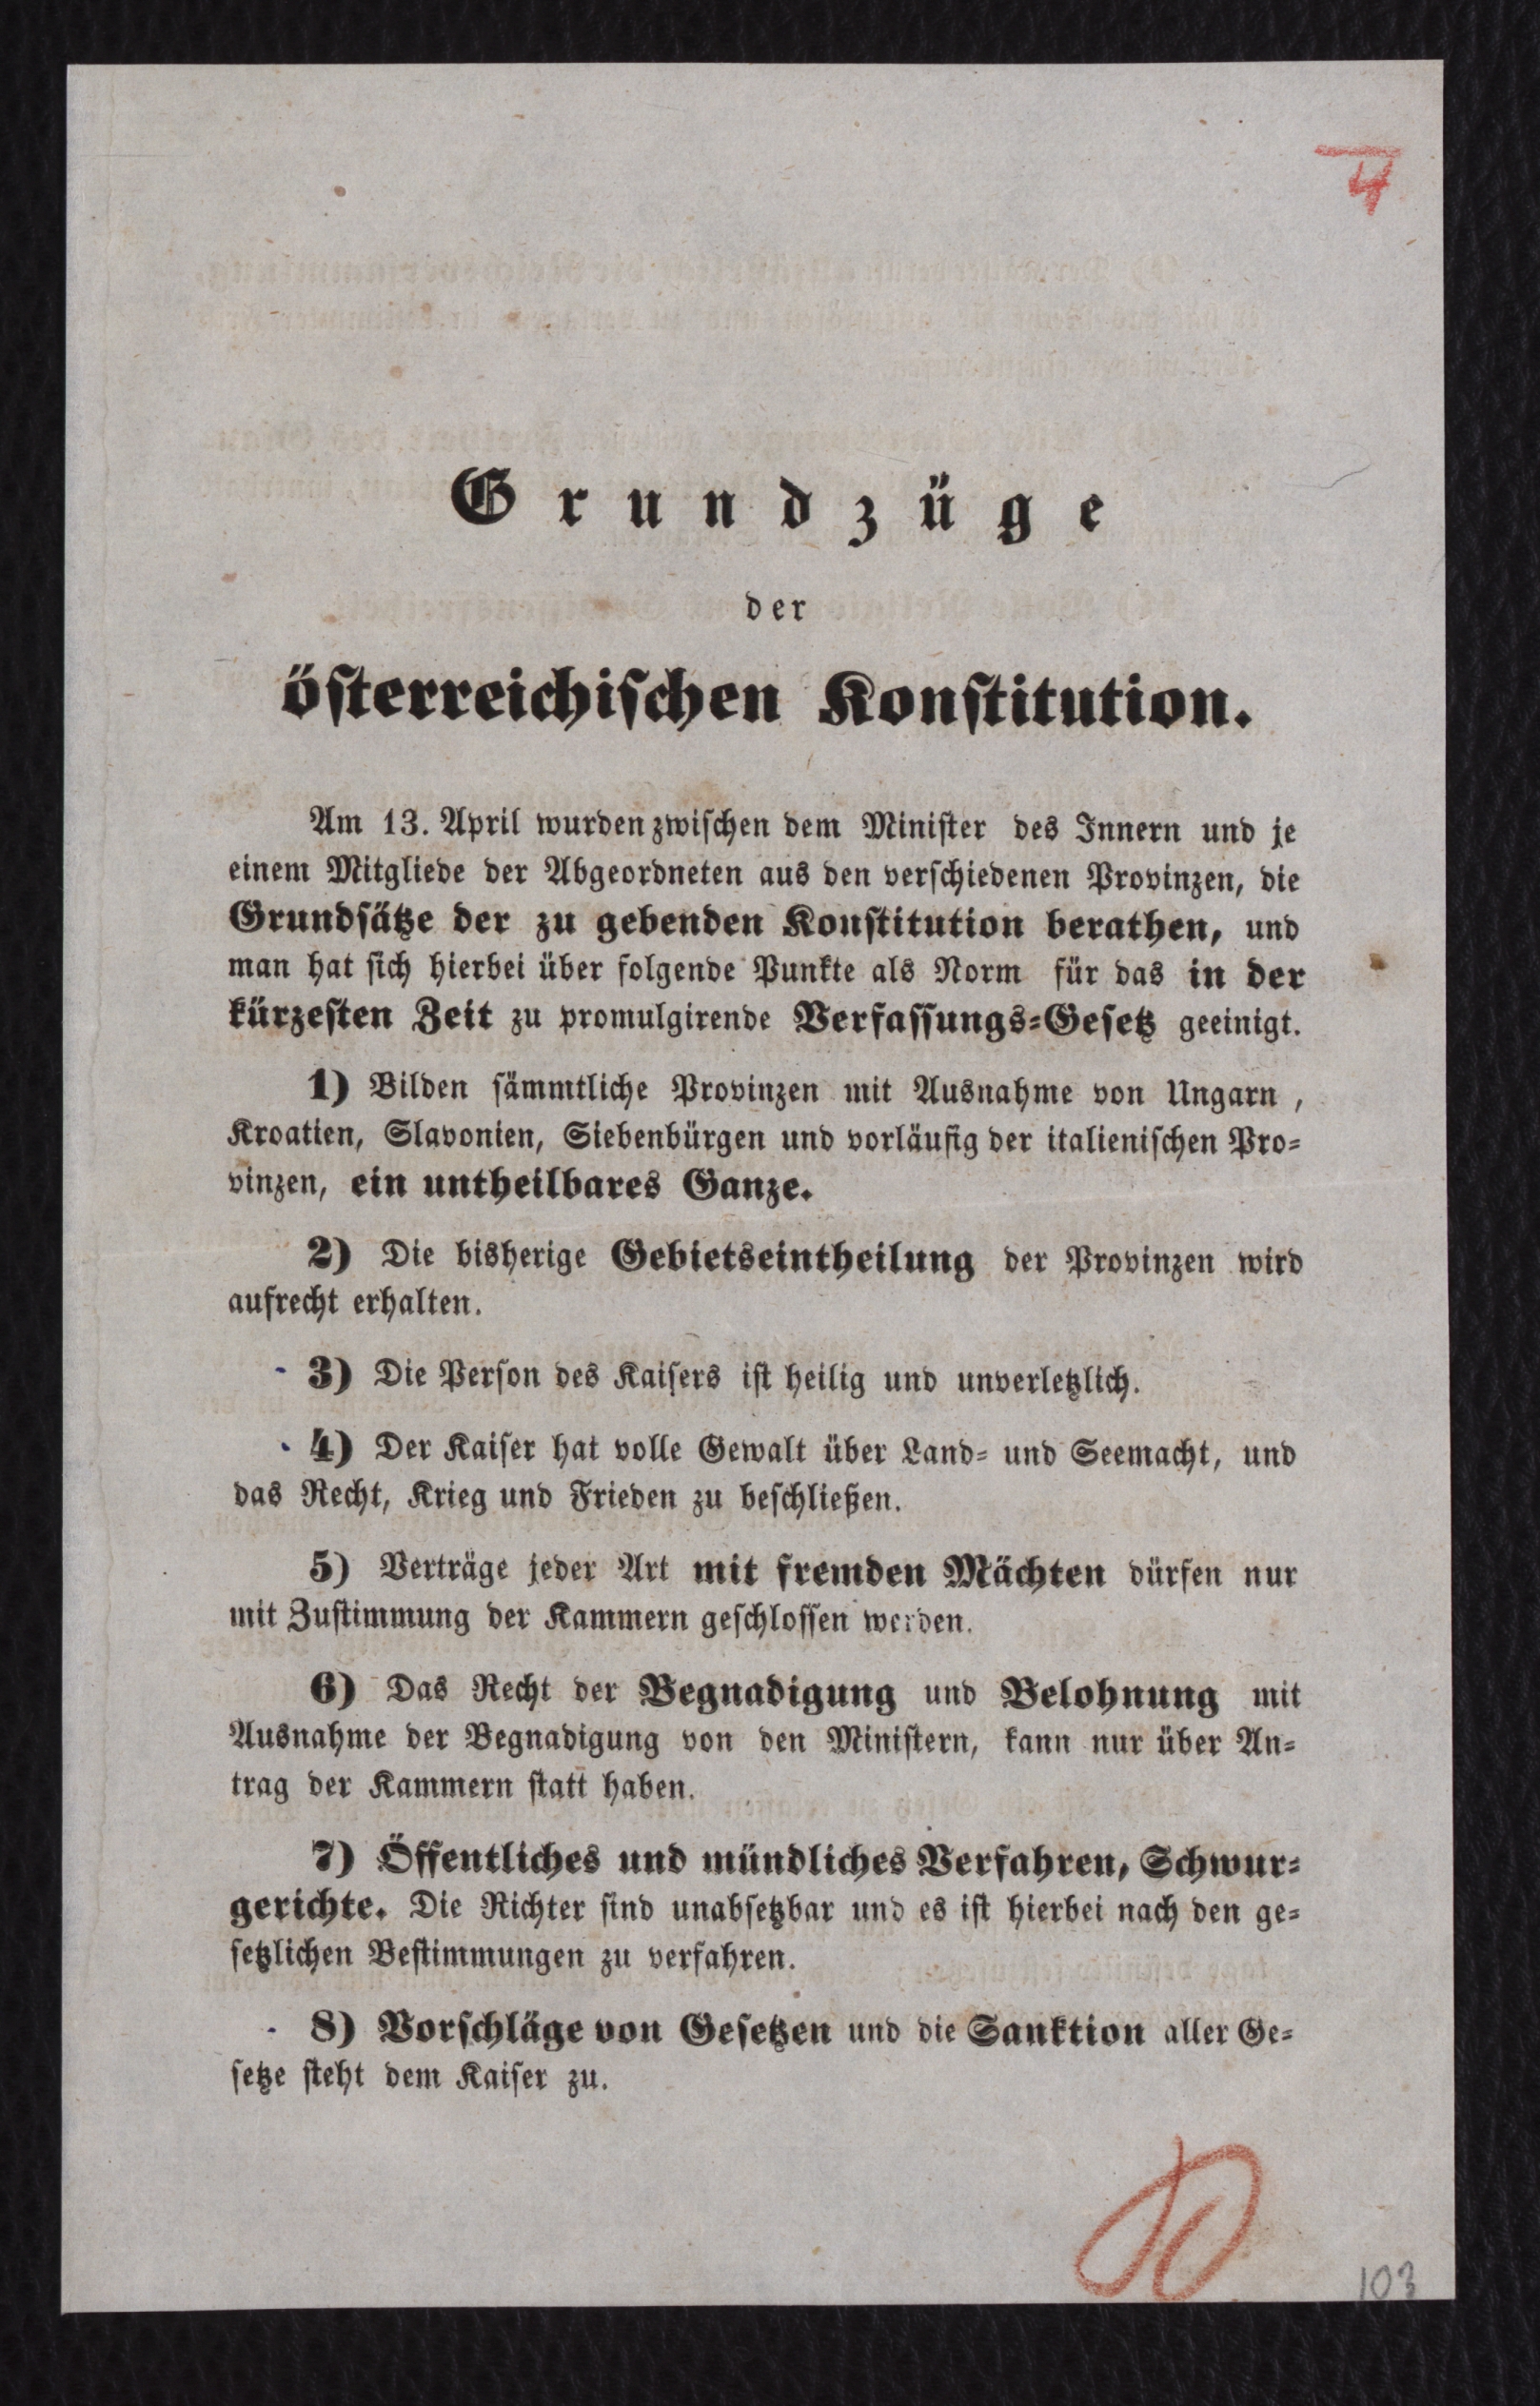 4
Grundzüge
der
österreichischen Konstitution.
Am 13. April wurden zwischen dem Minister des Innern und je
einem Mitgliede der Abgeordneten aus den verschiedenen Provinzen, die
Grundsätze der zu gebenden Konstitution berathen, und
man hat sich hierbei über folgende Punkte als Norm für das in der
kürzesten Zeit zu promulgirende Verfassungs-Gesetz geeinigt.
1) Bilden sämmtliche Provinzen mit Ausnahme von Ungarn,
Kroatien, Slavonien, Siebenbürgen und vorläufig der italienischen Pro-
vinzen, ein untheilbares Ganze.
2) Die bisherige Gebietseintheilung der Provinzen wird
aufrecht erhalten.
3) Die Person des Kaisers ist heilig und unverletzlich.
4) Der Kaiser hat volle Gewalt über Land- und Seemacht, und
das Recht, Krieg und Frieden zu beschließen.
5) Verträge jeder Art mit fremden Mächten dürfen nur
mit Zustimmung der Kammern geschlossen werden.
6) Das Recht der Begnadigung und Belohnung mit
Ausnahme der Begnadigung von den Ministern, kann nur über An-
trag der Kammern statt haben.
7) Öffentliches und mündliches Verfahren, Schwur-
gerichte. Die Richter sind unabsetzbar und es ist hierbei nach den ge-
setzlichen Bestimmungen zu verfahren.
8) Vorschläge von Gesetzen und die Sanktion aller Ge-
setze steht dem Kaiser zu.
103